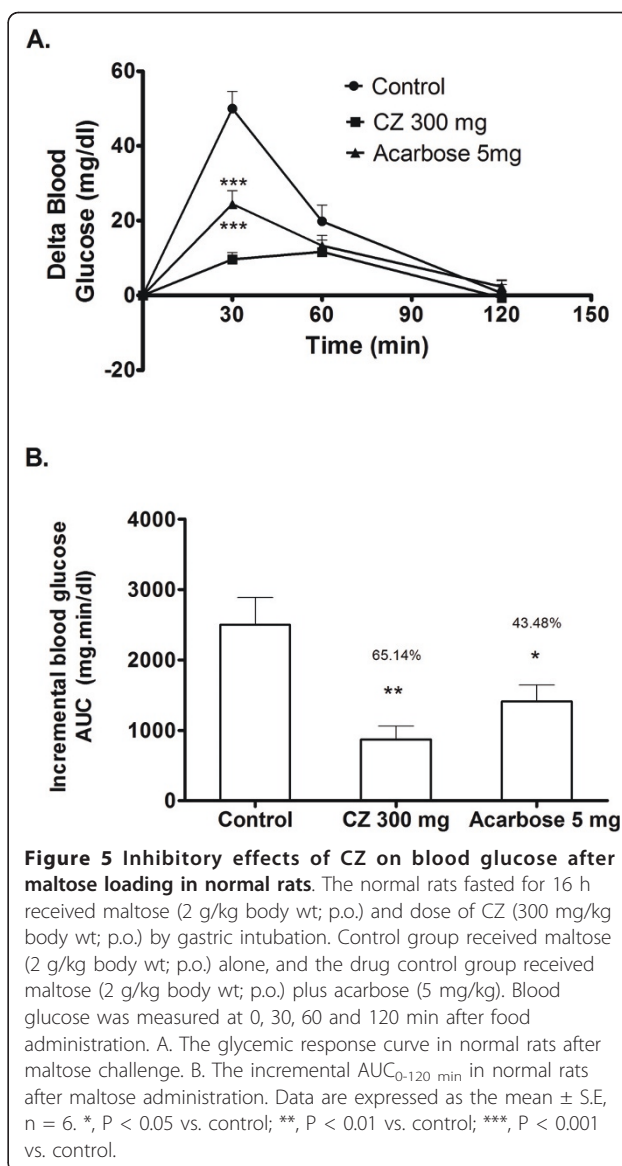 A.
60
40
20
0
-20
Delta Blood
Glucose (mg/dl)
Control
CZ 300 mg
Acarbose 5mg
***
***
30
60
90
120
150
Time (min)
B.
4000
3000
2000
1000
0
Incremental blood glucose
AUC (mg.min/dl)
65.14%
**
43.48%
*
Control
CZ 300 mg
Acarbose 5 mg
Figure 5 Inhibitory effects of CZ on blood glucose after
maltose loading in normal rats. The normal rats fasted for 16 h
received maltose (2 g/kg body wt; p.o.) and dose of CZ (300 mg/kg
body wt; p.o.) by gastric intubation. Control group received maltose
(2 g/kg body wt; p.o.) alone, and the drug control group received
maltose (2 g/kg body wt; p.o.) plus acarbose (5 mg/kg). Blood
glucose was measured at 0, 30, 60 and 120 min after food
administration. A. The glycemic response curve in normal rats after
maltose challenge. B. The incremental AUC0-120 min in normal rats
after maltose administration. Data are expressed as the mean ± S.E,
n = 6. *, P < 0.05 vs. control; **, P < 0.01 vs. control; ***, P < 0.001
vs. control.